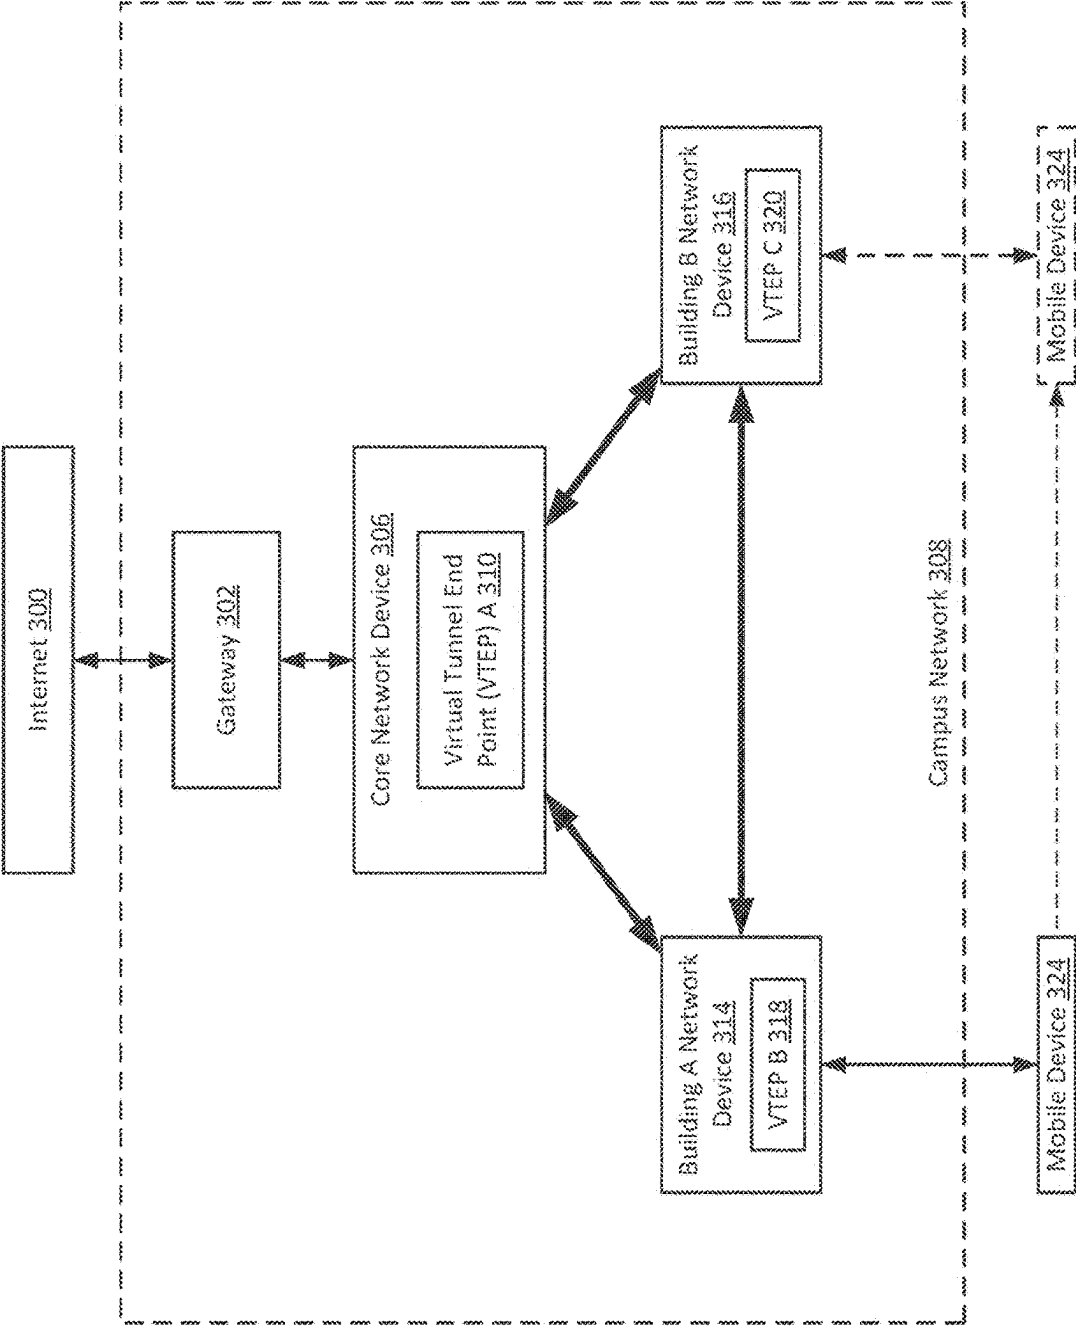 Internet 300
Gateway 302
Core Network Device 306
Virtual Tunnel End
Point (VTEP) A 310
Building A Network
Device 314
VTEP B 318
Building B Network
Device 316
VTEP C 320
Campus Network 308
Mobile Device 324
Mobile Device 324